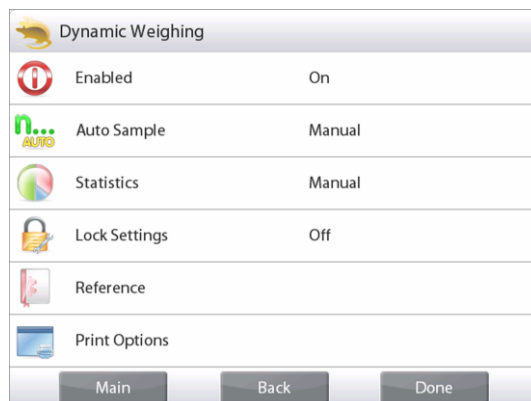 Dynamic Weighing
Enabled On
n... AUTO Auto Sample Manual
Statistics Manual
Lock Settings Off
Reference
Print Options
Main Back Done